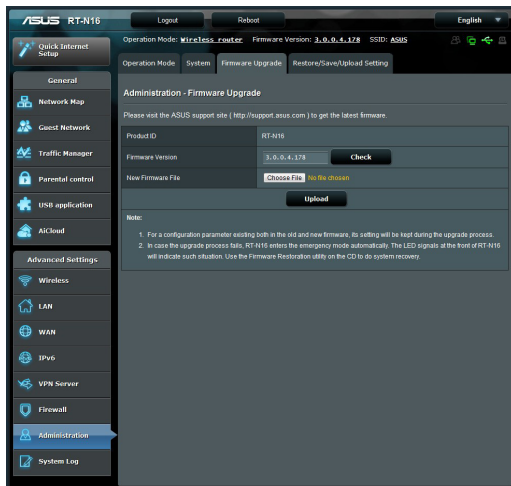 ASUS RT-N16
Logout
Reboot
English
Quick Internet
Setup
Operation Mode: Wireless router Firmware Version: 3.0.0.4.178 SSID: ASUS
Operation Mode
System
Firmware Upgrade
Restore/Save/Upload Setting
General
Network Map
Guest Network
Traffic Manager
Parental control
USB application
AiCloud
Advanced Settings
Wireless
LAN
WAN
IPv6
VPN Server
Firewall
Administration
System Log
Administration - Firmware Upgrade
Please visit the ASUS support site ( http://support.asus.com ) to get the latest firmware.
Product ID RT-N16
Firmware Version 3.0.0.4.178 Check
New Firmware File Choose File No file chosen
Upload
Note:
1. For a configuration parameter existing both in the old and new firmware, its setting will be kept during the upgrade process.
2. In case the upgrade process fails, RT-N16 enters the emergency mode automatically. The LED signals at the front of RT-N16
will indicate such situation. Use the Firmware Restoration utility on the CD to do system recovery.